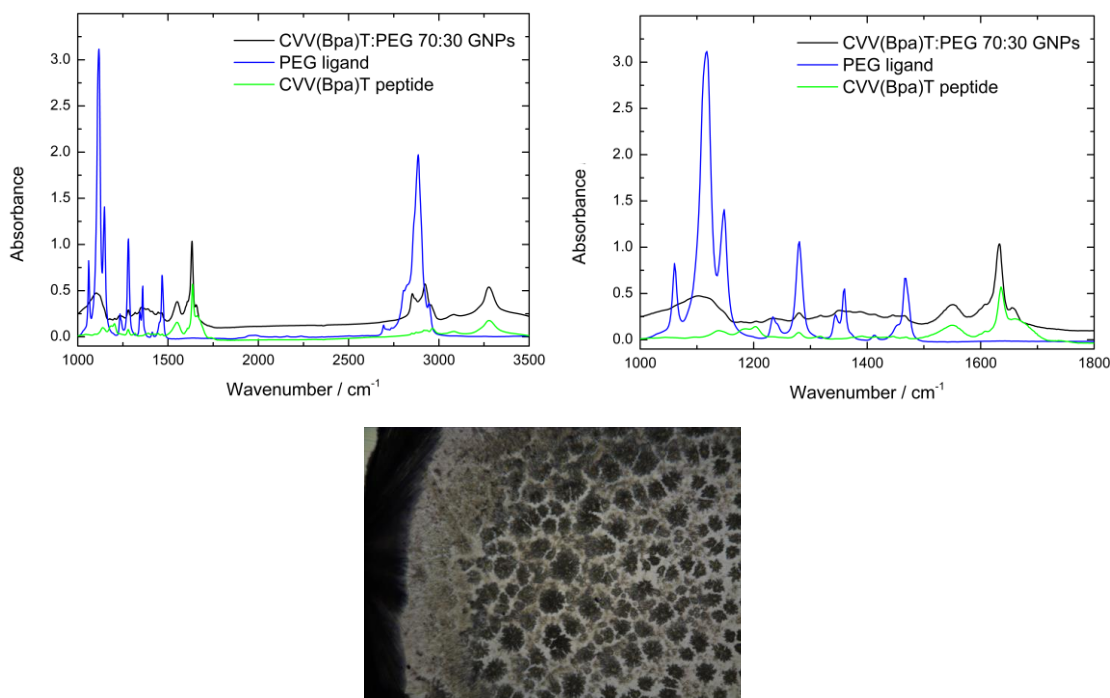 CVV(Bpa)T:PEG 70:30 GNPs
PEG ligand
CVV(Bpa)T peptide
Absorbance
3.0
2.5
2.0
1.5
1.0
0.5
0.0
1000 1500 2000 2500 3000 3500
Wavenumber / cm⁻¹
CVV(Bpa)T:PEG 70:30 GNPs
PEG ligand
CVV(Bpa)T peptide
Absorbance
3.0
2.5
2.0
1.5
1.0
0.5
0.0
1000 1200 1400 1600 1800
Wavenumber / cm⁻¹